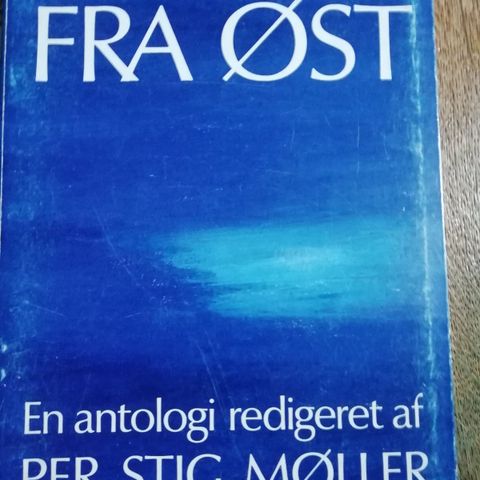 FRA ØST
En antologi redigeret af
PER STIG MØLLER